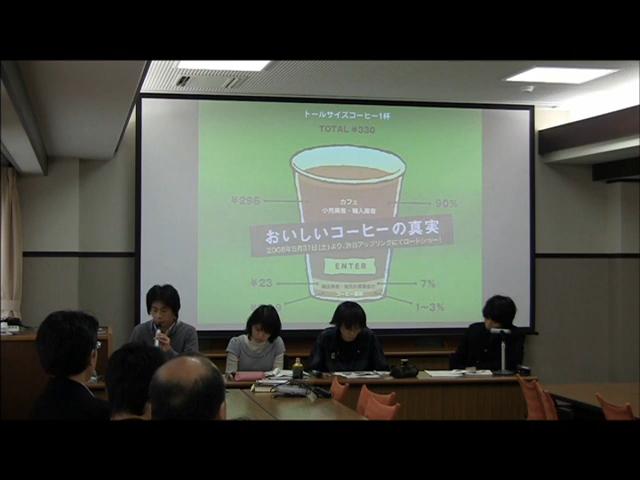 トールサイズコーヒー1杯
TOTAL ¥330
¥296
カフェ
小売業者・輸入業者
90%
おいしいコーヒーの真実
2008年5月31日(土)より、渋谷アップリンクにてロードショー!
ENTER
¥23
7%
1~3%